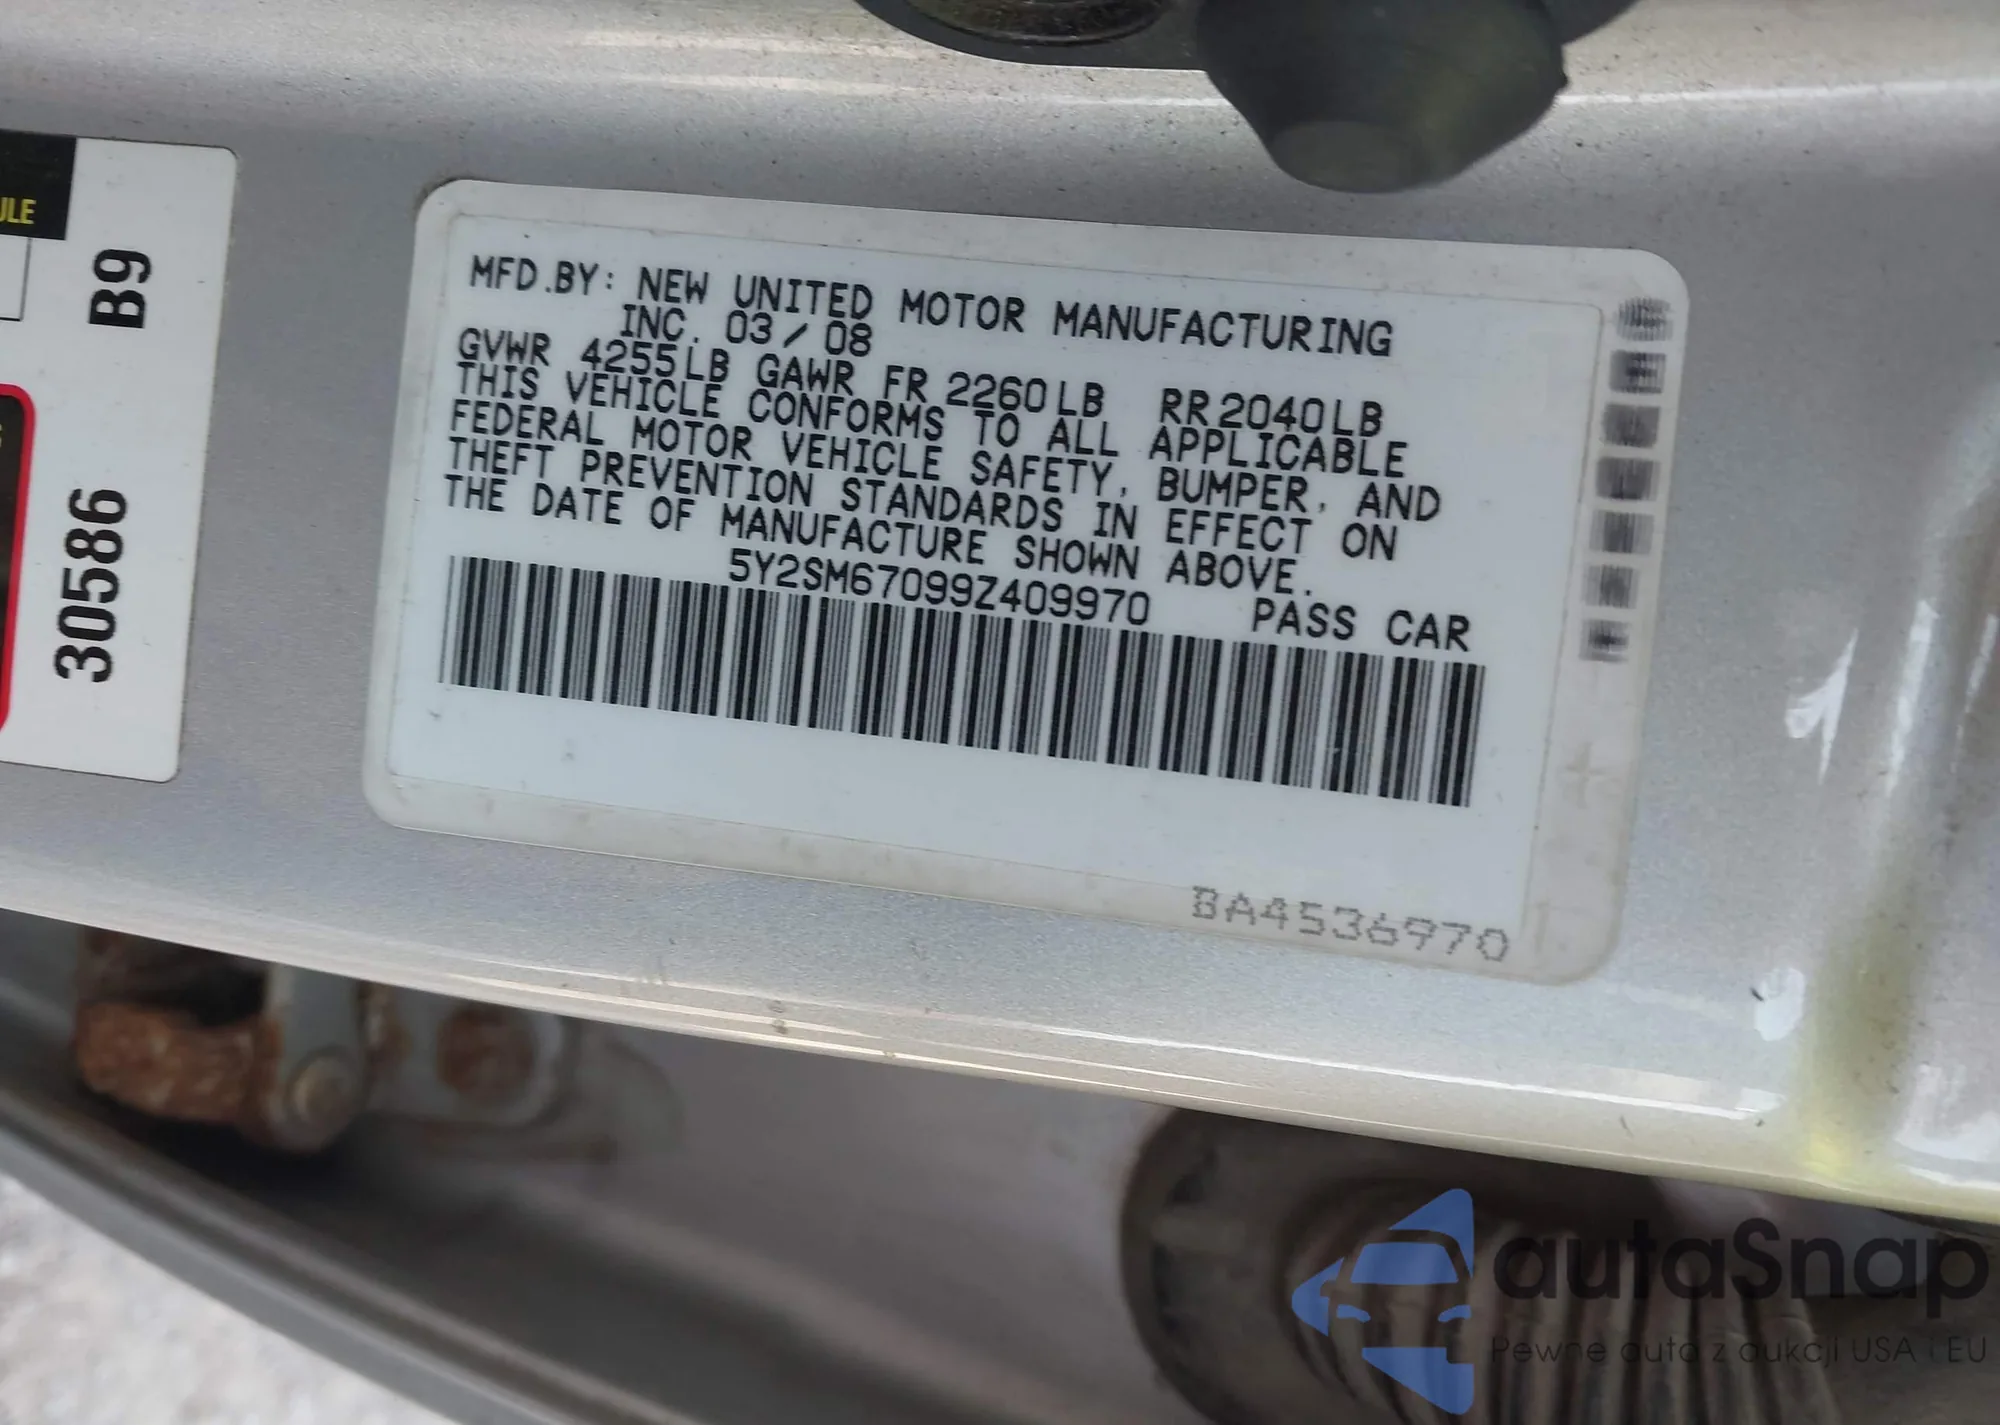 ULE
B9
30586
MFD.BY: NEW UNITED MOTOR MANUFACTURING
INC. 03/08
GVWR 4255LB GAWR FR 2260LB RR2040LB
THIS VEHICLE CONFORMS TO ALL APPLICABLE
FEDERAL MOTOR VEHICLE SAFETY, BUMPER, AND
THEFT PREVENTION STANDARDS IN EFFECT ON
THE DATE OF MANUFACTURE SHOWN ABOVE.
5Y2SM67099Z409970 PASS CAR
BA4536970
autaSnap
Pewne auta z aukcji USA i EU